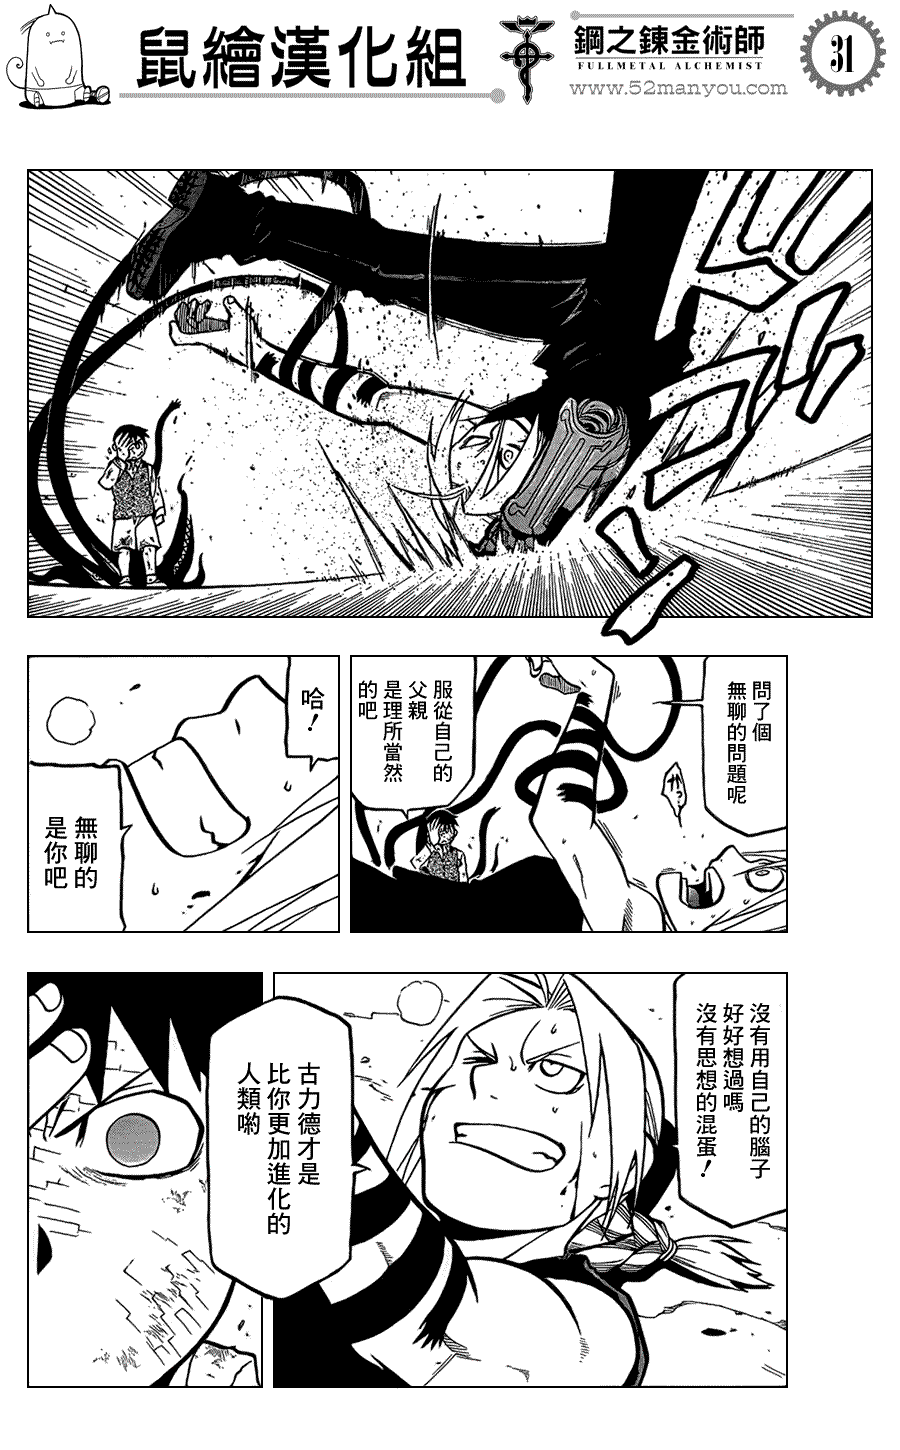 鼠繪漢化組
鋼之鍊金術師
FULLMETAL ALCHEMIST
www.52manyou.com
31
問了個
無聊的問題呢
服從自己的
父親
是理所當然
的吧
哈！
無聊的
是你吧
沒有用自己的腦子
好好想過嗎
沒有思想的混蛋！
古力德才是
比你更加進化的
人類喲